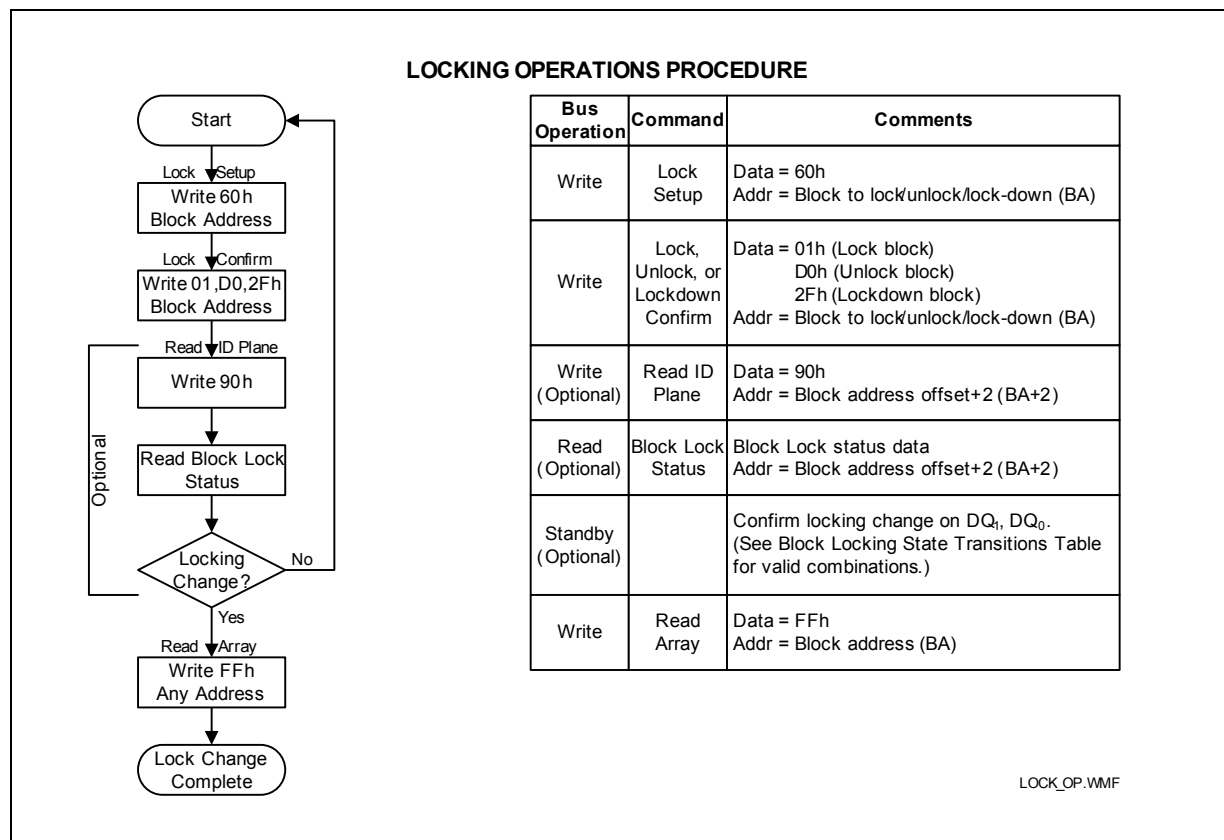 LOCKING OPERATIONS PROCEDURE
Start
Lock Setup
Write 60h
Block Address
Lock Confirm
Write 01,D0,2Fh
Block Address
Read ID Plane
Write 90h
Optional
Read Block Lock
Status
Locking
Change?
No
Yes
Read Array
Write FFh
Any Address
Lock Change
Complete
Bus
Operation
Command
Comments
Write
Lock
Setup
Data = 60h
Addr = Block to lock/unlock/lock-down (BA)
Write
Lock,
Unlock, or
Lockdown
Confirm
Data = 01h (Lock block)
D0h (Unlock block)
2Fh (Lockdown block)
Addr = Block to lock/unlock/lock-down (BA)
Write
(Optional)
Read ID
Plane
Data = 90h
Addr = Block address offset+2 (BA+2)
Read
(Optional)
Block Lock
Status
Block Lock status data
Addr = Block address offset+2 (BA+2)
Standby
(Optional)
Confirm locking change on DQ₁, DQ₀.
(See Block Locking State Transitions Table
for valid combinations.)
Write
Read
Array
Data = FFh
Addr = Block address (BA)
LOCK_OP.WMF